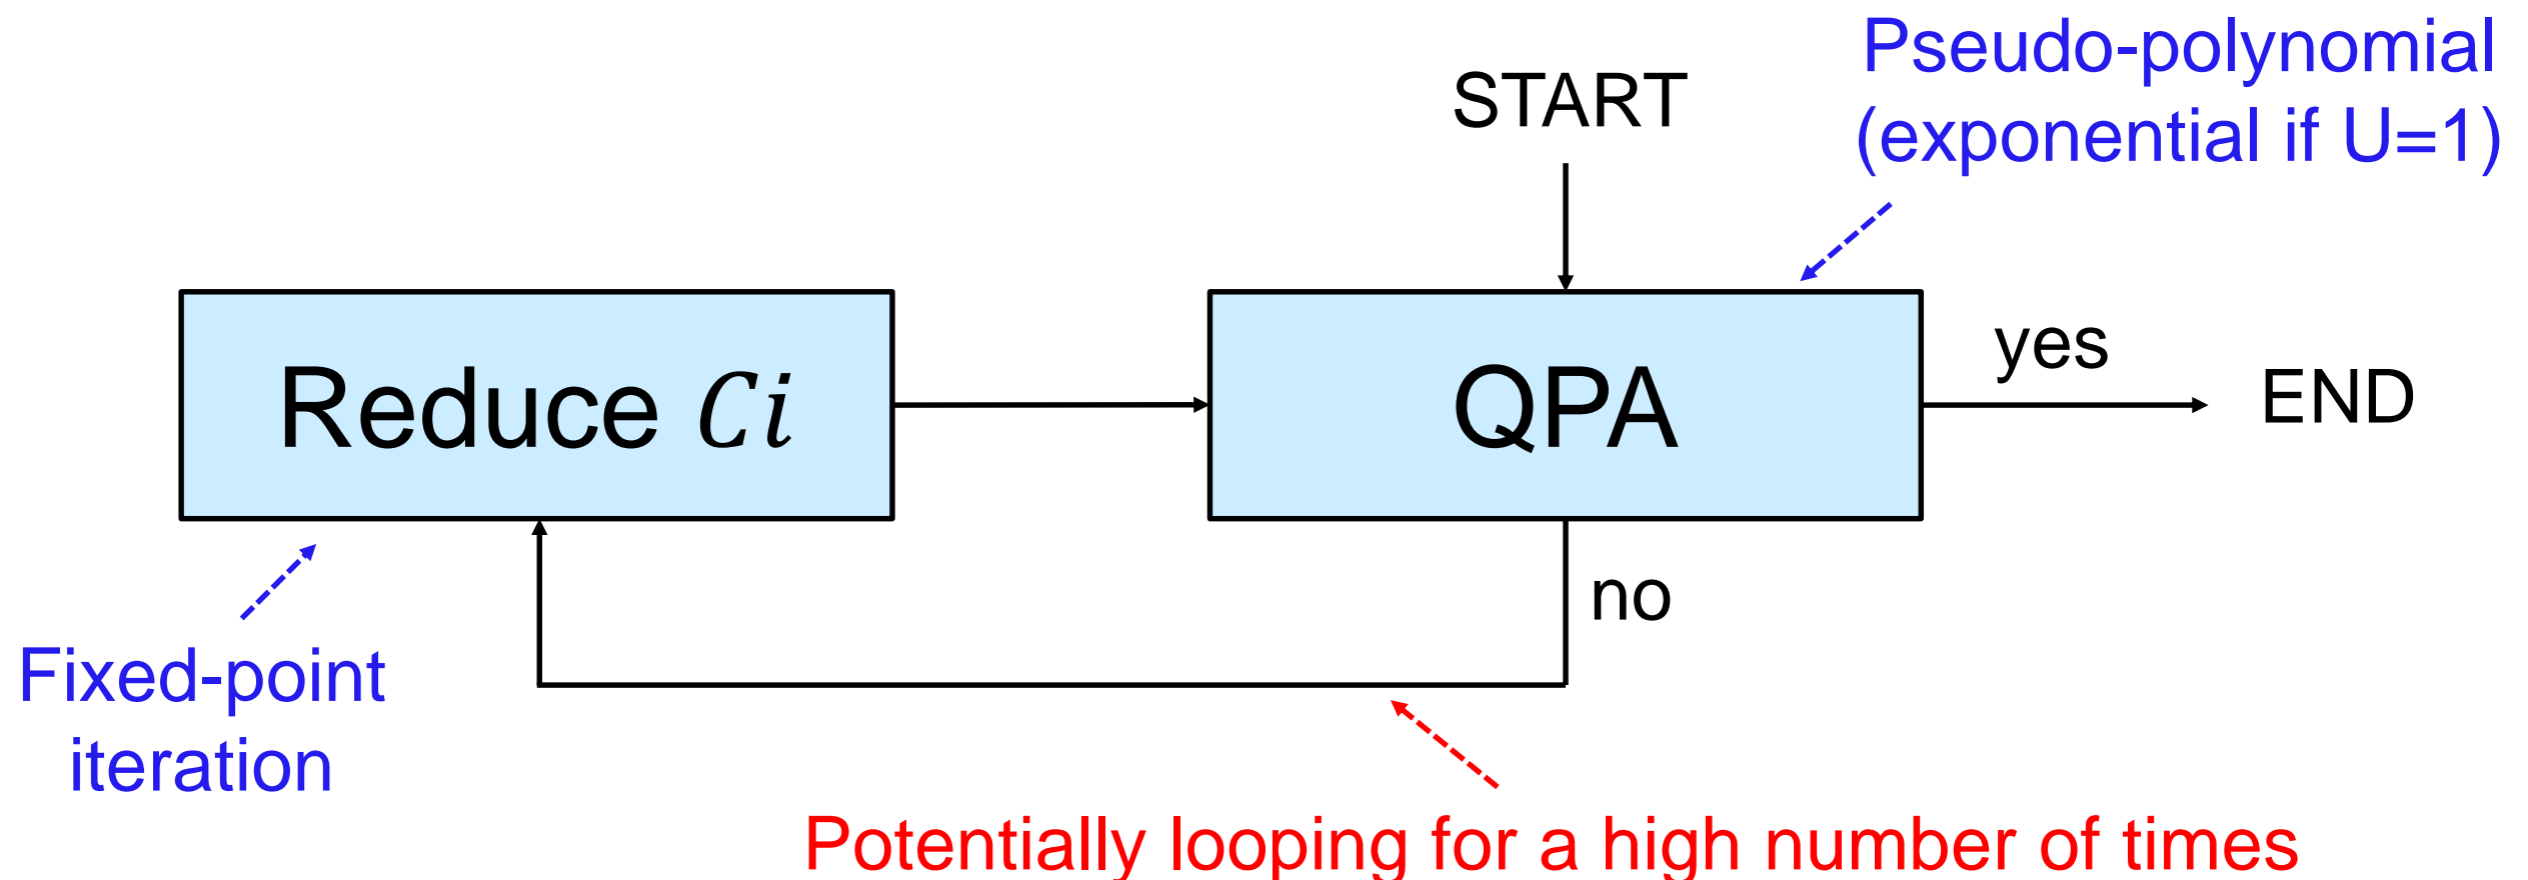 Pseudo-polynomial
(exponential if U=1)
START
Reduce Ci
QPA
yes
END
no
Fixed-point
iteration
Potentially looping for a high number of times